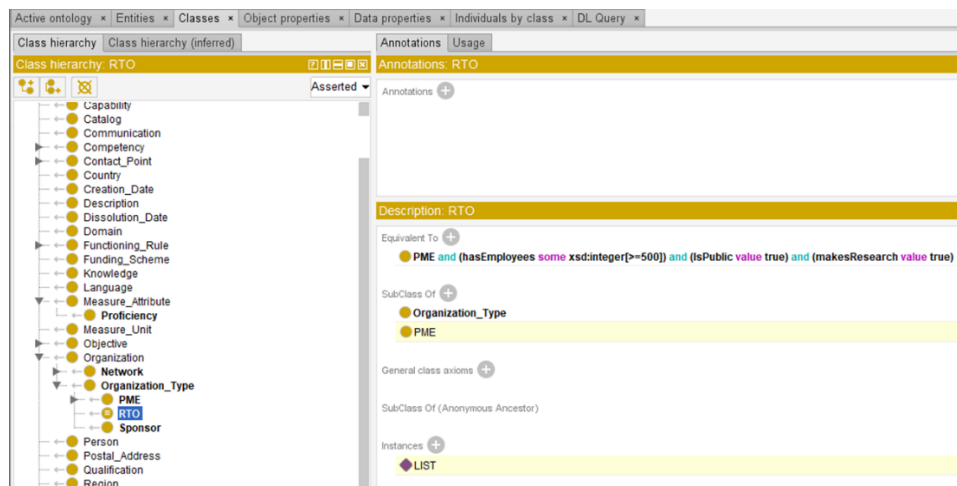 Active ontology × Entities × Classes × Object properties × Data properties × Individuals by class × DL Query ×
Class hierarchy Class hierarchy (inferred)
Class hierarchy: RTO
Asserted
Capability
Catalog
Communication
Competency
Contact_Point
Country
Creation_Date
Description
Dissolution_Date
Domain
Functioning_Rule
Funding_Scheme
Knowledge
Language
Measure_Attribute
Proficiency
Measure_Unit
Objective
Organization
Network
Organization_Type
PME
RTO
Sponsor
Person
Postal_Address
Qualification
Region
Annotations Usage
Annotations: RTO
Annotations
Description: RTO
Equivalent To
PME and (hasEmployees some xsd:integer[>=500]) and (IsPublic value true) and (makesResearch value true)
SubClass Of
Organization_Type
PME
General class axioms
SubClass Of (Anonymous Ancestor)
Instances
LIST